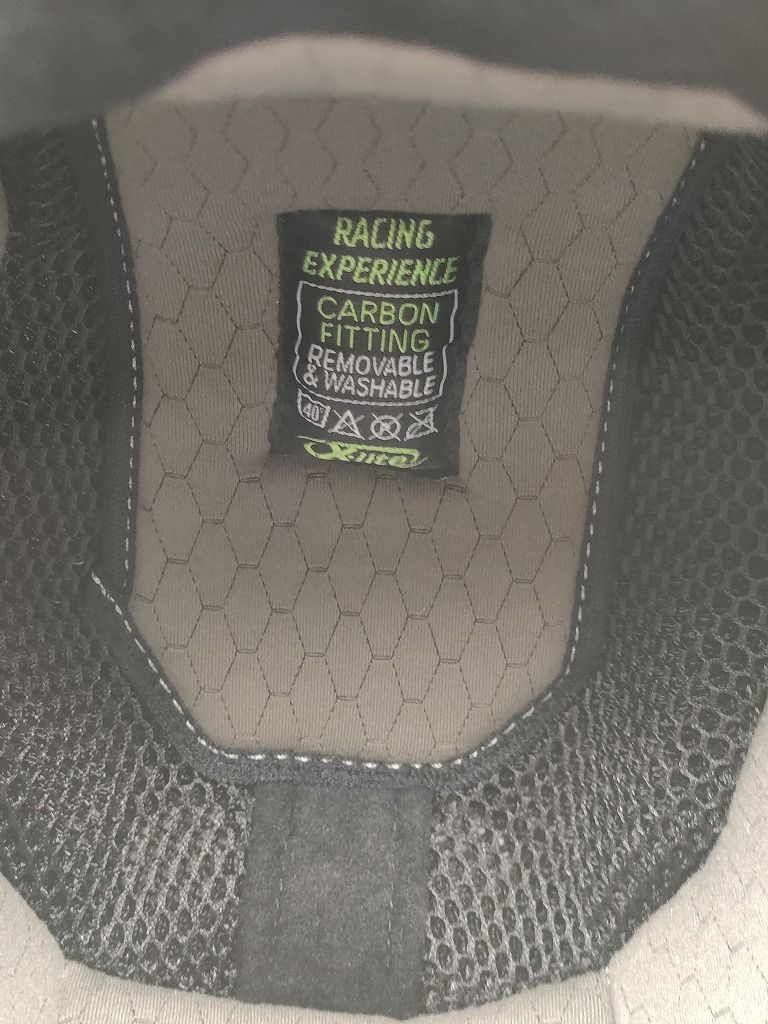 RACING
EXPERIENCE
CARBON
FITTING
REMOVABLE
& WASHABLE
40°
X-lite